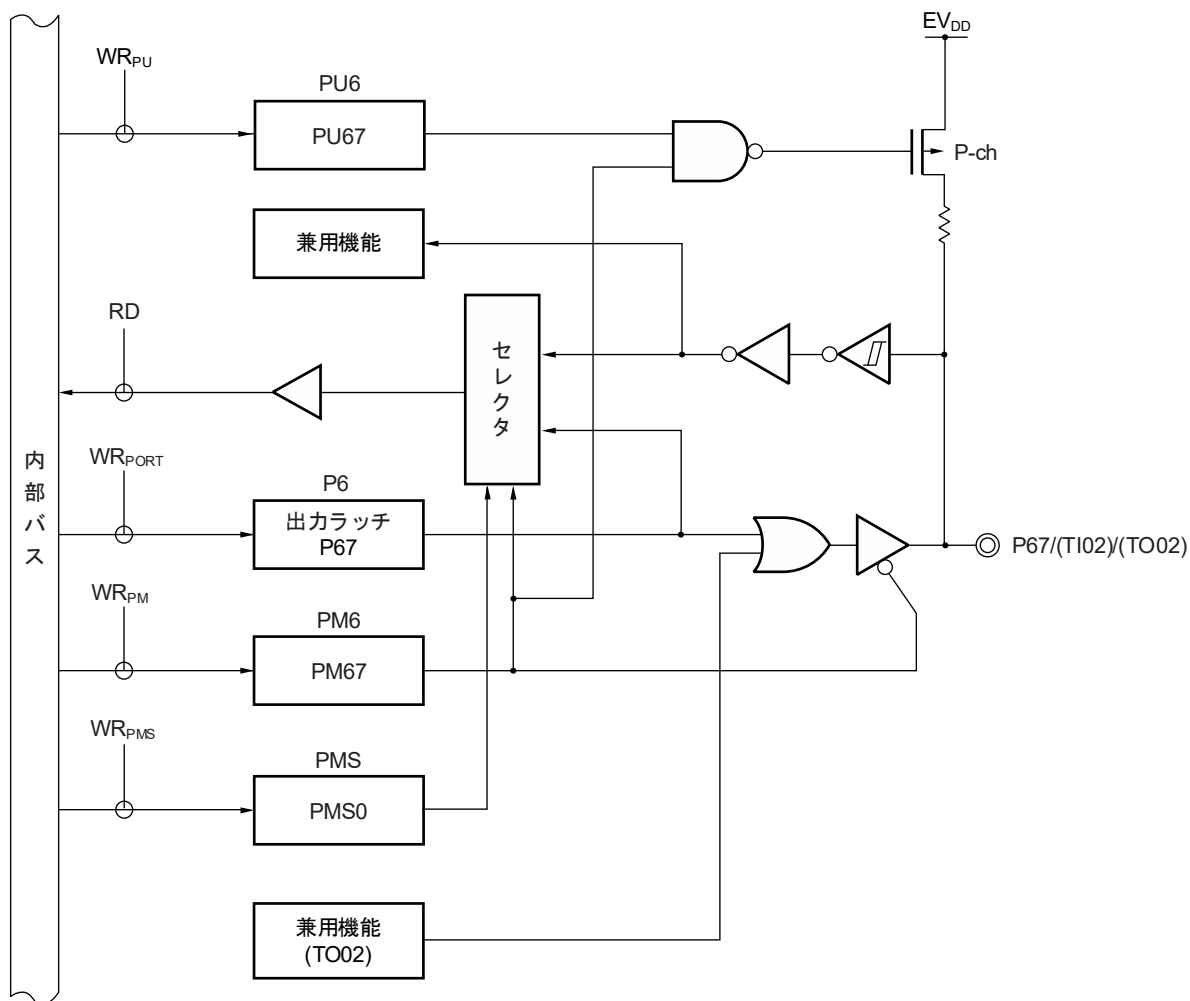 EVDD
WRPU
PU6
PU67
P-ch
兼用機能
RD
セレクタ
内部バス
WRPORT
P6
出力ラッチ
P67
P67/(TI02)/(TO02)
WRPM
PM6
PM67
WRPMS
PMS
PMS0
兼用機能
(TO02)